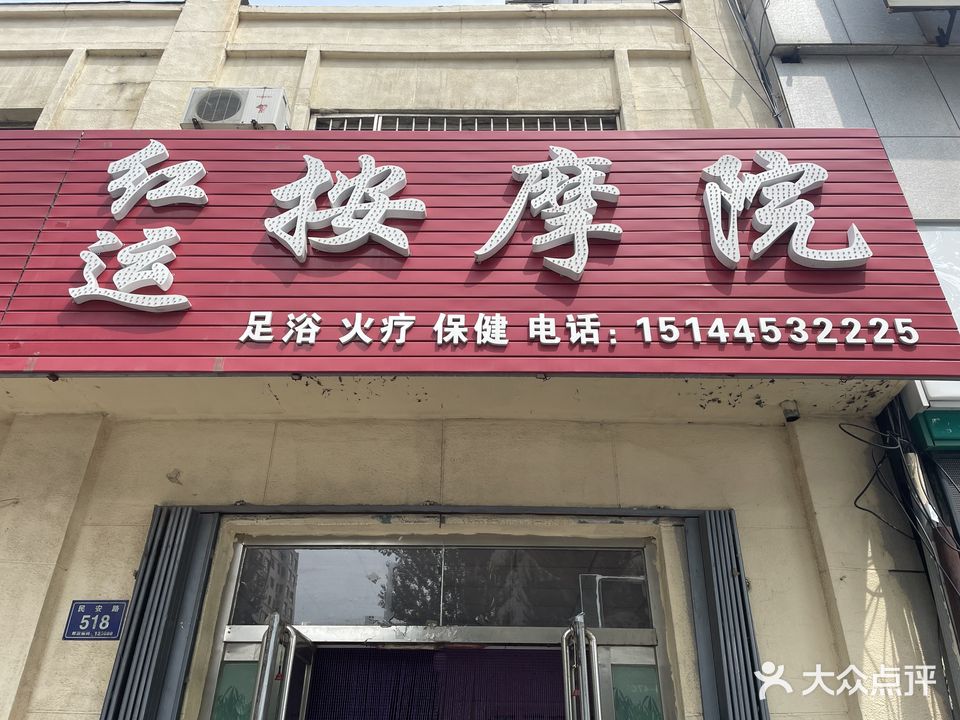 红运按摩院
足浴 火疗 保健 电话：15144532225
民安路
518
大众点评